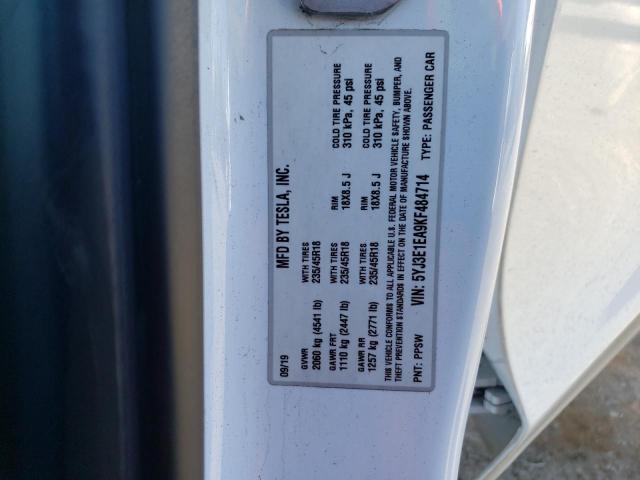 MFD BY TESLA, INC.
09/19
GVWR WITH TIRES RIM COLD TIRE PRESSURE
2060 kg (4541 lb) 235/45R18 18X8.5 J 310 kPa, 45 psi
GAWR FRT WITH TIRES
1110 kg (2447 lb) 235/45R18
GAWR RR WITH TIRES RIM COLD TIRE PRESSURE
1257 kg (2771 lb) 235/45R18 18X8.5 J 310 kPa, 45 psi
THIS VEHICLE CONFORMS TO ALL APPLICABLE U.S. FEDERAL MOTOR VEHICLE SAFETY, BUMPER, AND
THEFT PREVENTION STANDARDS IN EFFECT ON THE DATE OF MANUFACTURE SHOWN ABOVE.
PNT: PPSW VIN: 5YJ3E1EA9KF484714 TYPE: PASSENGER CAR